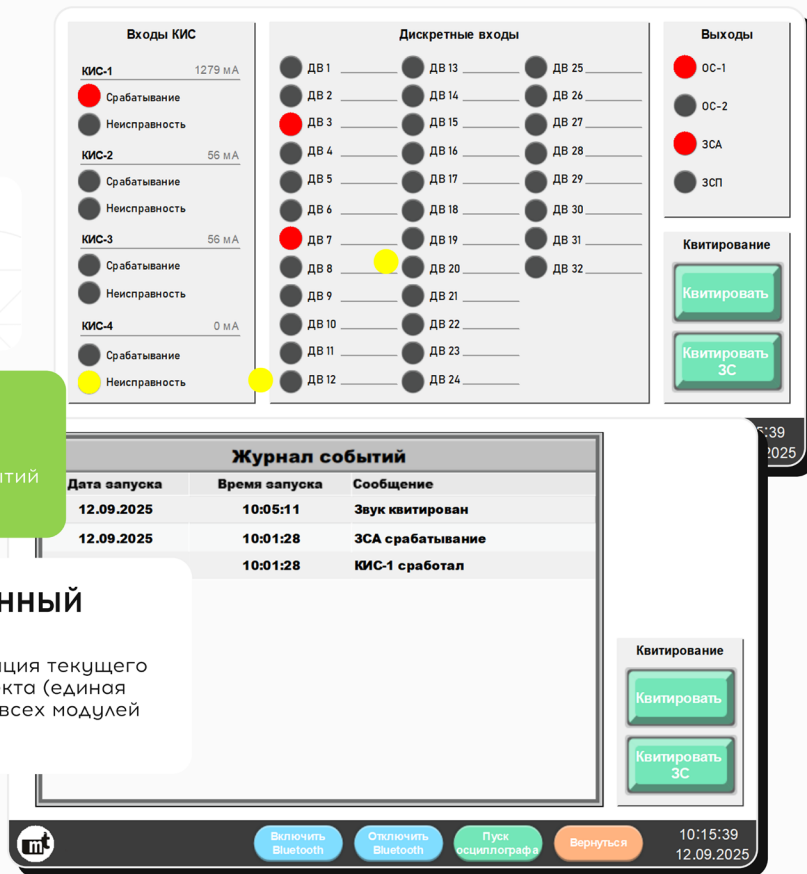 Входы КИС
КИС-1 1279 мА
Срабатывание
Неисправность
КИС-2 56 мА
Срабатывание
Неисправность
КИС-3 56 мА
Срабатывание
Неисправность
КИС-4 0 мА
Срабатывание
Неисправность
Дискретные входы
ДВ 1 ДВ 13 ДВ 25
ДВ 2 ДВ 14 ДВ 26
ДВ 3 ДВ 15 ДВ 27
ДВ 4 ДВ 16 ДВ 28
ДВ 5 ДВ 17 ДВ 29
ДВ 6 ДВ 18 ДВ 30
ДВ 7 ДВ 19 ДВ 31
ДВ 8 ДВ 20 ДВ 32
ДВ 9 ДВ 21
ДВ 10 ДВ 22
ДВ 11 ДВ 23
ДВ 12 ДВ 24
Выходы
ОС-1
ОС-2
ЗСА
ЗСП
Квитирование
Квитировать
Квитировать
ЗС
5:39
2025
тий
нный
ция текущего
кта (единая
всех модулей
Журнал событий
Дата запуска Время запуска Сообщение
12.09.2025 10:05:11 Звук квитирован
12.09.2025 10:01:28 ЗСА срабатывание
10:01:28 КИС-1 сработал
Квитирование
Квитировать
Квитировать
ЗС
mt
Включить
Bluetooth
Отключить
Bluetooth
Пуск
осциллографа
Вернуться
10:15:39
12.09.2025